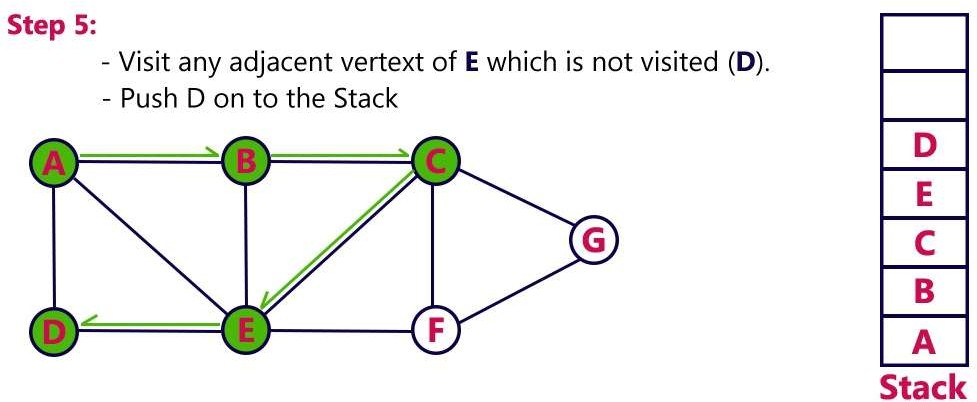 Step 5:
- Visit any adjacent vertext of E which is not visited (D).
- Push D on to the Stack
A
B
C
G
D
E
F
D
E
C
B
A
Stack